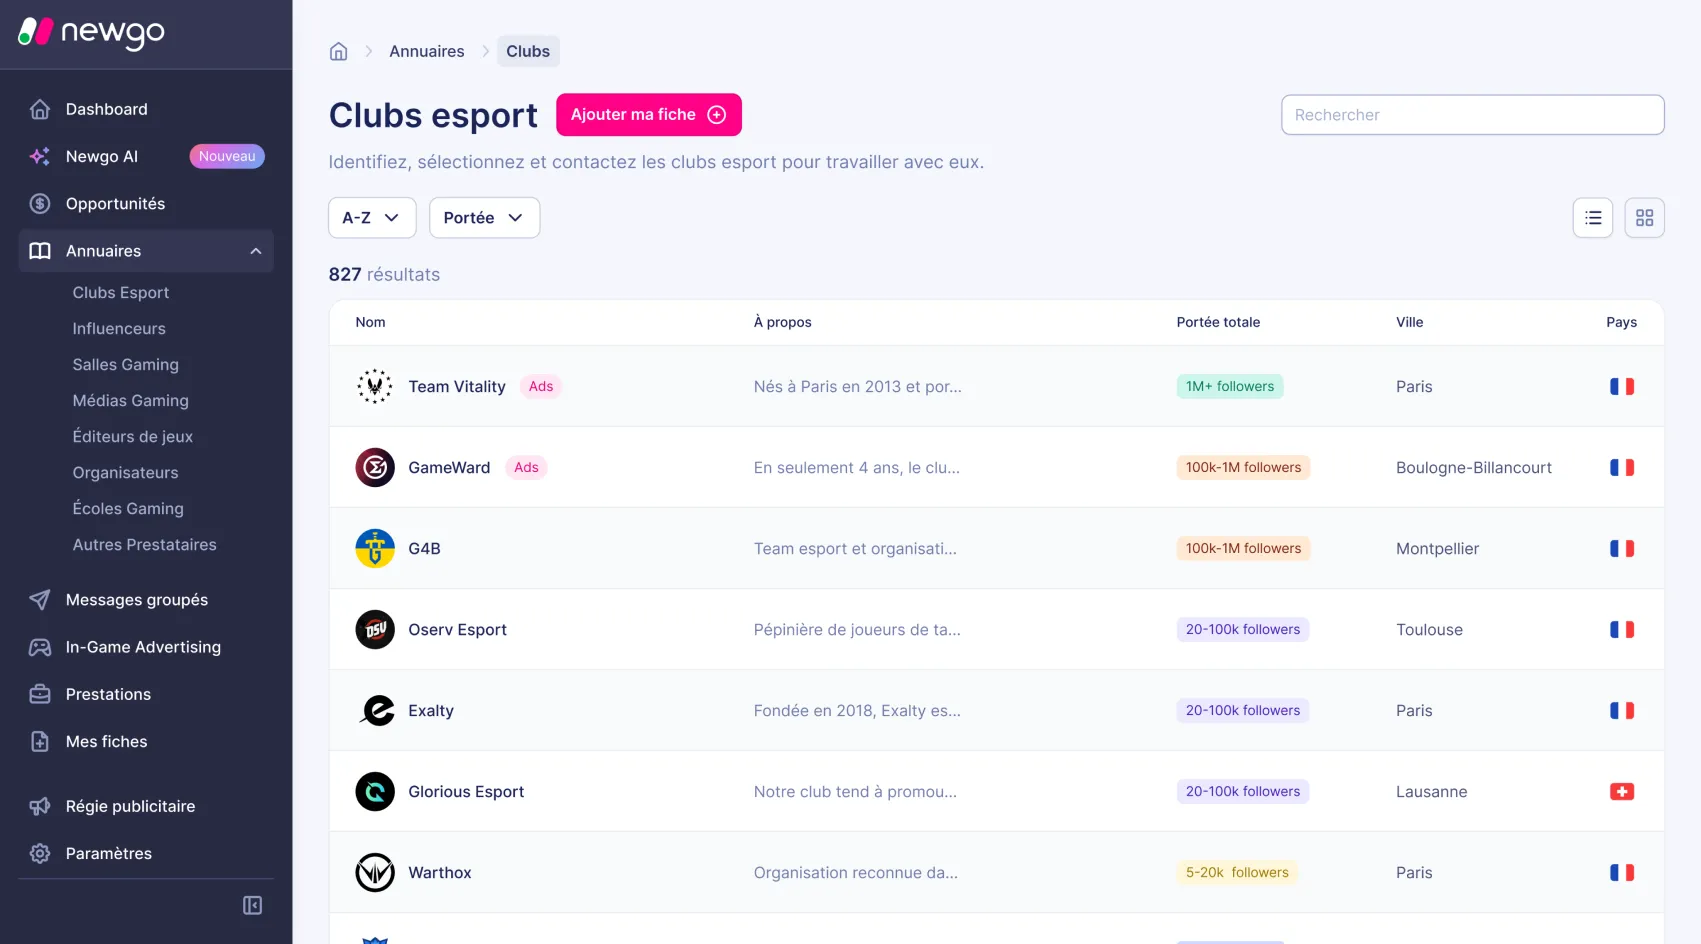 newgo
Dashboard
Newgo AI
Nouveau
Opportunités
Annuaires
Clubs Esport
Influenceurs
Salles Gaming
Médias Gaming
Éditeurs de jeux
Organisateurs
Écoles Gaming
Autres Prestataires
Messages groupés
In-Game Advertising
Prestations
Mes fiches
Régie publicitaire
Paramètres
Annuaires
Clubs
Clubs esport
Ajouter ma fiche
Rechercher
Identifiez, sélectionnez et contactez les clubs esport pour travailler avec eux.
A-Z
Portée
827 résultats
Nom À propos Portée totale Ville Pays
Team Vitality Ads Nés à Paris en 2013 et por... 1M+ followers Paris
GameWard Ads En seulement 4 ans, le clu... 100k-1M followers Boulogne-Billancourt
G4B Team esport et organisati... 100k-1M followers Montpellier
OSV Oserv Esport Pépinière de joueurs de ta... 20-100k followers Toulouse
Exalty Fondée en 2018, Exalty es... 20-100k followers Paris
Glorious Esport Notre club tend à promou... 20-100k followers Lausanne
Warthox Organisation reconnue da... 5-20k followers Paris